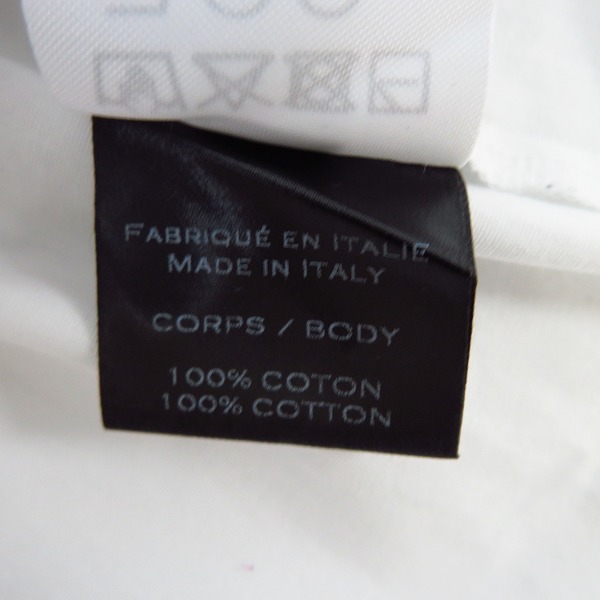 FABRIQUÉ EN ITALIE
MADE IN ITALY
CORPS / BODY
100% COTON
100% COTTON